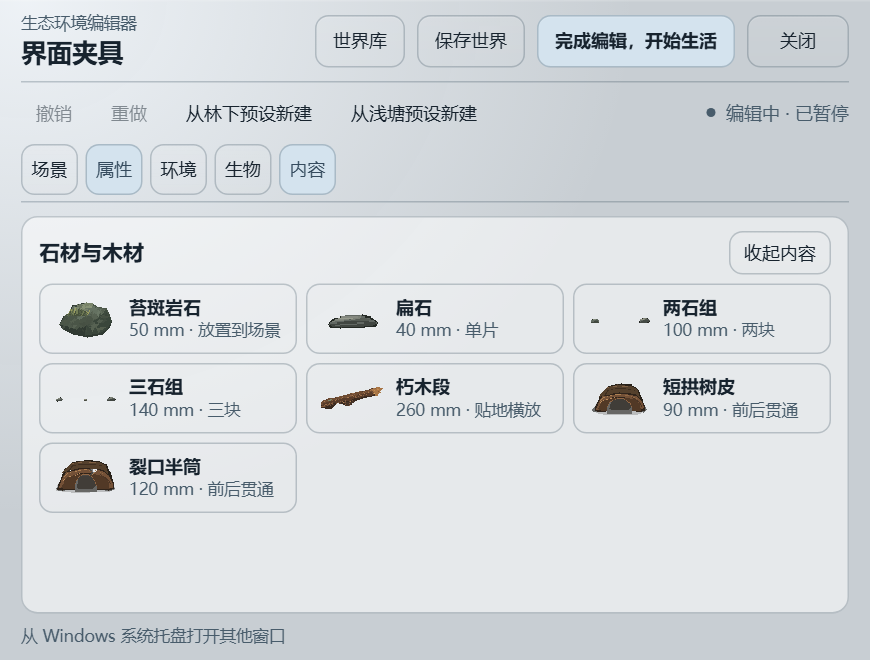 生态环境编辑器
界面夹具
世界库
保存世界
完成编辑，开始生活
关闭
撤销
重做
从林下预设新建
从浅塘预设新建
编辑中 · 已暂停
场景
属性
环境
生物
内容
石材与木材
收起内容
苔斑岩石
50 mm · 放置到场景
扁石
40 mm · 单片
两石组
100 mm · 两块
三石组
140 mm · 三块
朽木段
260 mm · 贴地横放
短拱树皮
90 mm · 前后贯通
裂口半筒
120 mm · 前后贯通
从 Windows 系统托盘打开其他窗口